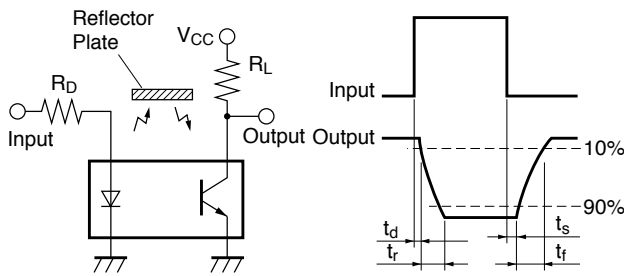 Reflector
Plate
VCC
RD
RL
Input
Output
Input
Output
10%
90%
td
tr
ts
tf